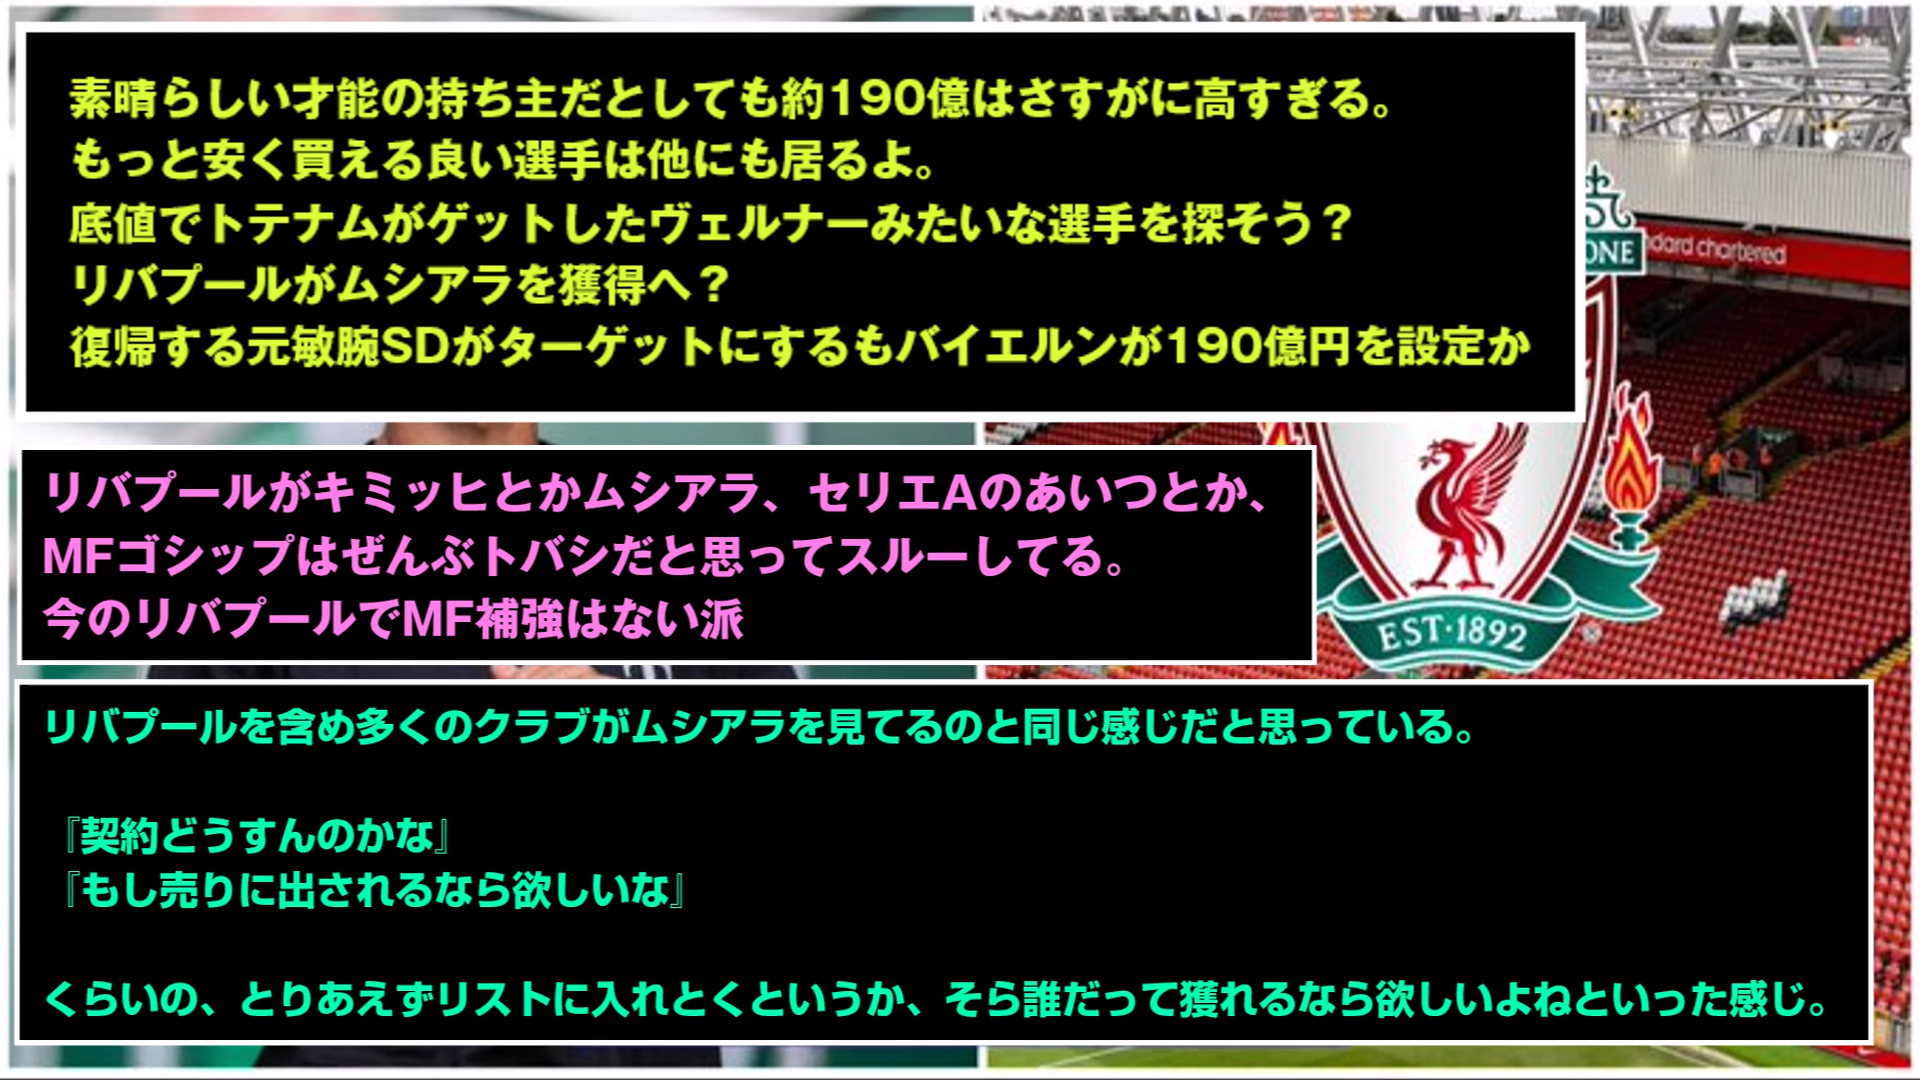 素晴らしい才能の持ち主だとしても約190億はさすがに高すぎる。
もっと安く買える良い選手は他にも居るよ。
底値でトテナムがゲットしたヴェルナーみたいな選手を探そう？
リバプールがムシアラを獲得へ？
復帰する元敏腕SDがターゲットにするもバイエルンが190億円を設定か
ONE
ndard chartered
リバプールがキミッヒとかムシアラ、セリエAのあいつとか、
MFゴシップはぜんぶトバシだと思ってスルーしてる。
今のリバプールでMF補強はない派
EST·1892
®
リバプールを含め多くのクラブがムシアラを見てるのと同じ感じだと思っている。
『契約どうすんのかな』
『もし売りに出されるなら欲しいな』
くらいの、とりあえずリストに入れとくというか、そら誰だって獲れるなら欲しいよねといった感じ。